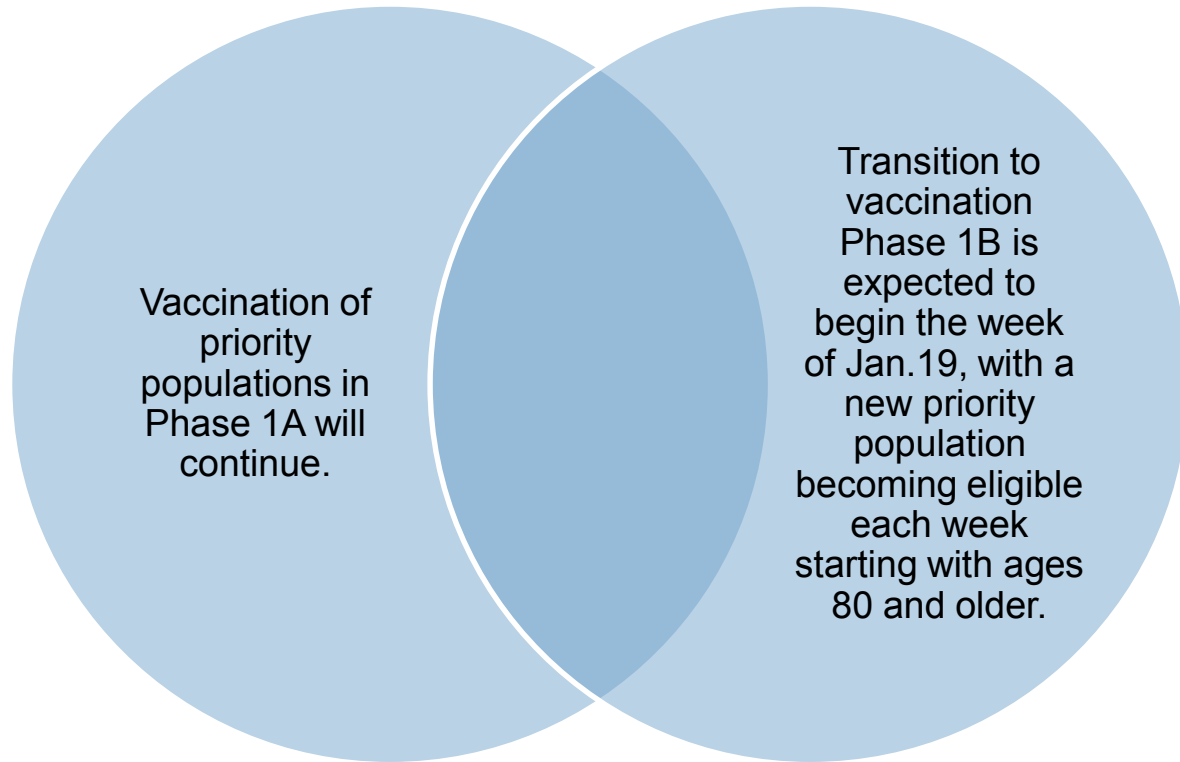 Vaccination of
priority
populations in
Phase 1A will
continue.
Transition to
vaccination
Phase 1B is
expected to
begin the week
of Jan.19, with a
new priority
population
becoming eligible
each week
starting with ages
80 and older.